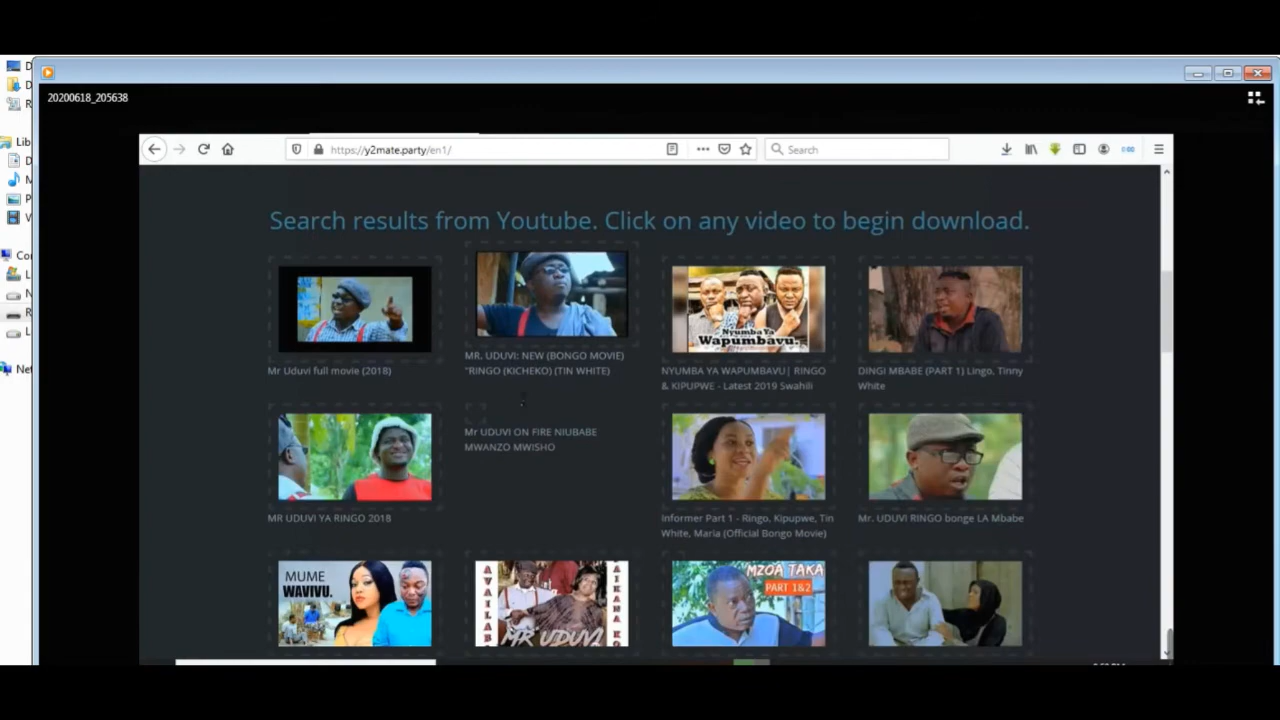 20200618_205638
https://y2mate.party/en1/
Search
Search results from Youtube. Click on any video to begin download.
Nyumba Ya
Wapumbavu.
Mr Uduvi full movie (2018)
MR. UDUVI: NEW (BONGO MOVIE)
"RINGO (KICHEKO) (TIN WHITE)
NYUMBA YA WAPUMBAVU| RINGO
& KIPUPWE - Latest 2019 Swahili
DINGI MBABE (PART 1) Lingo, Tinny
White
MR UDUVI YA RINGO 2018
Mr UDUVI ON FIRE NIUBABE
MWANZO MWISHO
Informer Part 1 - Ringo, Kipupwe, Tin
White, Maria (Official Bongo Movie)
Mr. UDUVI RINGO bonge LA Mbabe
MUME
WAVIVU.
AVAILAB
AIKANA KO
MR UDUVI
MZOA TAKA
PART 1&2